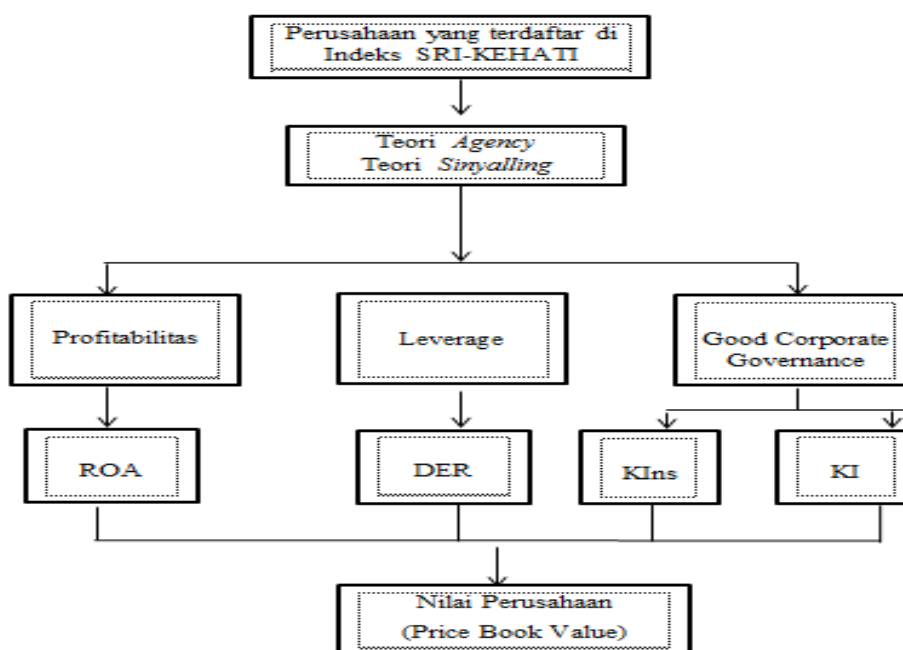 Perusahaan yang terdaftar di
Indeks SRI-KEHATI
Teori Agency
Teori Sinyalling
Profitabilitas
Leverage
Good Corporate
Governance
ROA
DER
KIns
KI
Nilai Perusahaan
(Price Book Value)